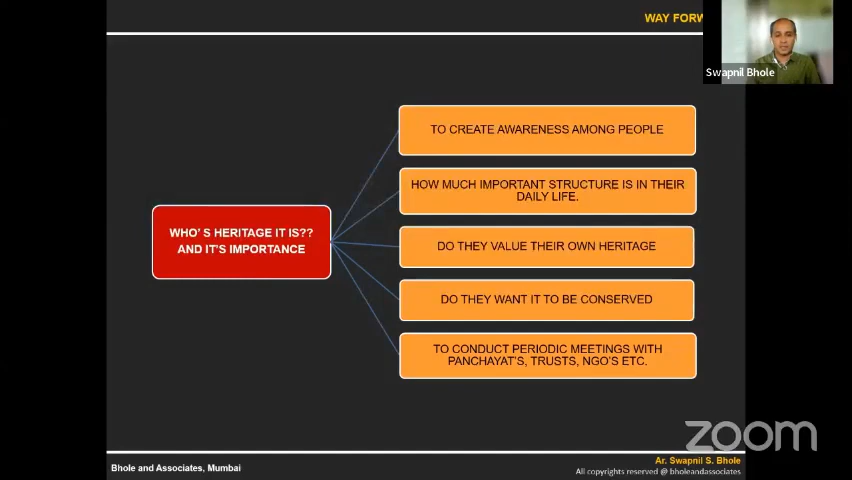 WAY FORW
Swapnil Bhole
TO CREATE AWARENESS AMONG PEOPLE
HOW MUCH IMPORTANT STRUCTURE IS IN THEIR
DAILY LIFE.
WHO' S HERITAGE IT IS??
AND IT'S IMPORTANCE
DO THEY VALUE THEIR OWN HERITAGE
DO THEY WANT IT TO BE CONSERVED
TO CONDUCT PERIODIC MEETINGS WITH
PANCHAYAT'S, TRUSTS, NGO'S ETC.
zoom
Bhole and Associates, Mumbai
Ar. Swapnil S. Bhole
All copyrights reserved @ bholeandassociates